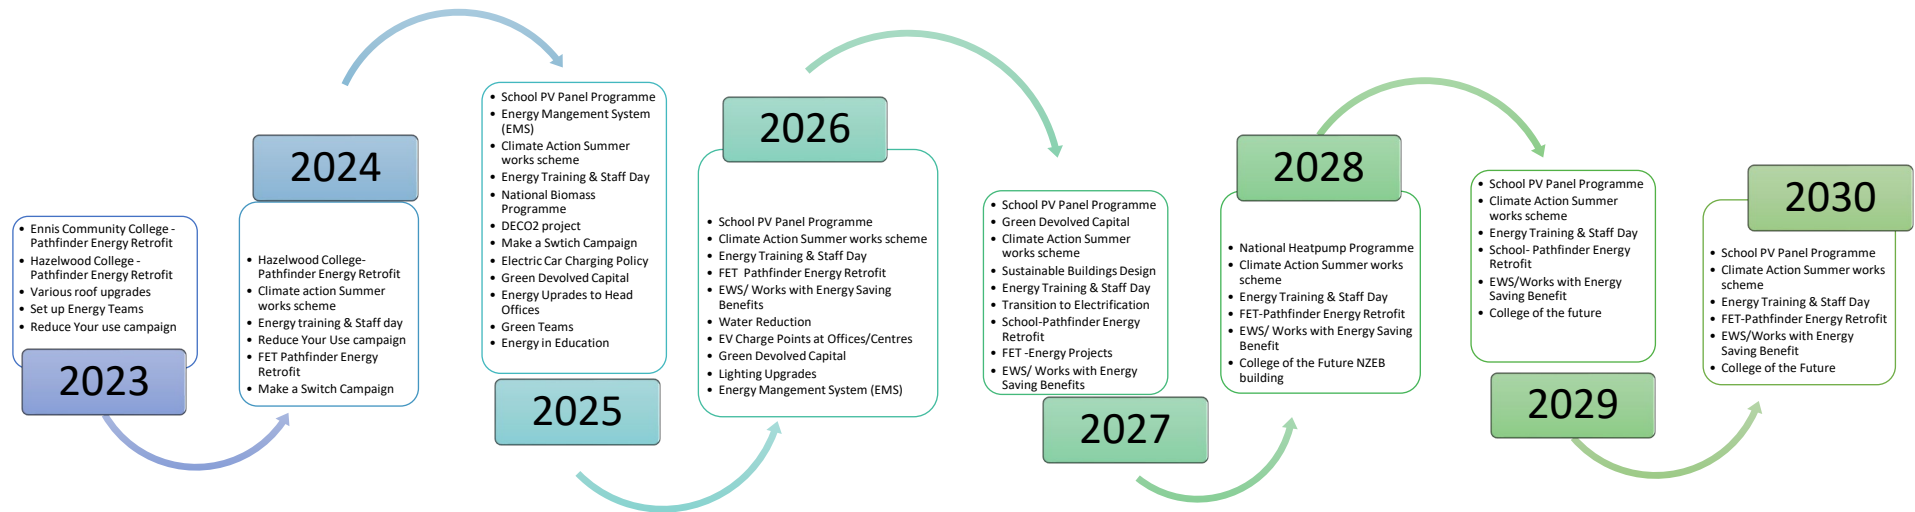 • Ennis Community College -
Pathfinder Energy Retrofit
• Hazelwood College -
Pathfinder Energy Retrofit
• Various roof upgrades
• Set up Energy Teams
• Reduce Your use campaign
2023
2024
• Hazelwood College-
Pathfinder Energy Retrofit
• Climate action Summer
works scheme
• Energy training & Staff day
• Reduce Your Use campaign
• FET Pathfinder Energy
Retrofit
• Make a Switch Campaign
• School PV Panel Programme
• Energy Mangement System
(EMS)
• Climate Action Summer
works scheme
• Energy Training & Staff Day
• National Biomass
Programme
• DECO2 project
• Make a Swtich Campaign
• Electric Car Charging Policy
• Green Devolved Capital
• Energy Uprades to Head
Offices
• Green Teams
• Energy in Education
2025
2026
• School PV Panel Programme
• Climate Action Summer works scheme
• Energy Training & Staff Day
• FET Pathfinder Energy Retrofit
• EWS/ Works with Energy Saving
Benefits
• Water Reduction
• EV Charge Points at Offices/Centres
• Green Devolved Capital
• Lighting Upgrades
• Energy Mangement System (EMS)
• School PV Panel Programme
• Green Devolved Capital
• Climate Action Summer
works scheme
• Sustainable Buildings Design
• Energy Training & Staff Day
• Transition to Electrification
• School-Pathfinder Energy
Retrofit
• FET -Energy Projects
• EWS/ Works with Energy
Saving Benefits
2027
2028
• National Heatpump Programme
• Climate Action Summer works
scheme
• Energy Training & Staff Day
• FET-Pathfinder Energy Retrofit
• EWS/ Works with Energy Saving
Benefit
• College of the Future NZEB
building
• School PV Panel Programme
• Climate Action Summer
works scheme
• Energy Training & Staff Day
• School- Pathfinder Energy
Retrofit
• EWS/Works with Energy
Saving Benefit
• College of the future
2029
2030
• School PV Panel Programme
• Climate Action Summer works
scheme
• Energy Training & Staff Day
• FET-Pathfinder Energy Retrofit
• EWS/Works with Energy
Saving Benefit
• College of the Future